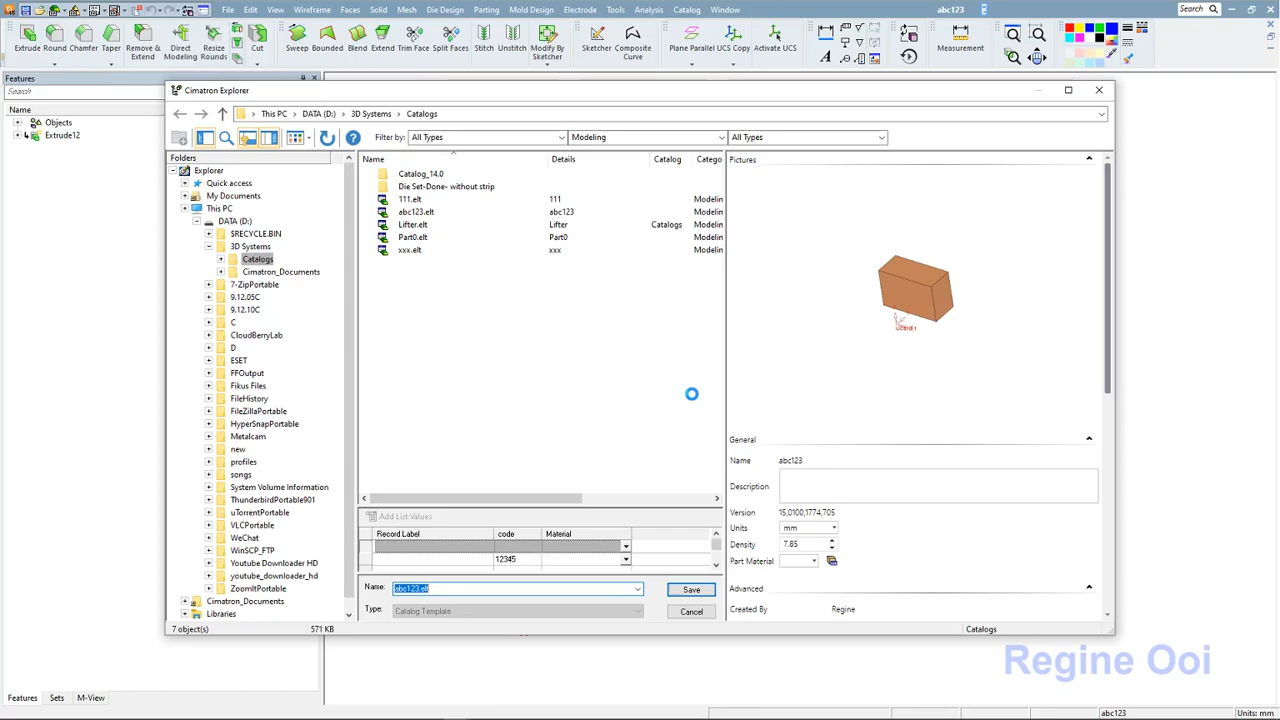 File Edit View Wireframe Faces Solid Mesh Die Design Parting Mold Design Electrode Tools Analysis Catalog Window
abc123
Search
Extrude Round Chamfer Taper Remove & Extend Direct Modeling Resize Rounds Cut Sweep Bounded Blend Extend Trim Faces Split Faces Stitch Unstitch Modify By Sketcher Sketcher Composite Curve Plane Parallel UCS Copy Activate UCS Measurement
Features
Search
Name
Objects
Extrude12
Cimatron Explorer
This PC > DATA (D:) > 3D Systems > Catalogs
Filter by: All Types Modeling All Types
Folders
Explorer
Quick access
My Documents
This PC
DATA (D:)
$RECYCLE.BIN
3D Systems
Catalogs
Cimatron_Documents
7-ZipPortable
9.12.05C
9.12.10C
C
CloudBerryLab
D
ESET
FFOutput
Fikus Files
FileHistory
FileZillaPortable
HyperSnapPortable
Metalcam
new
profiles
songs
System Volume Information
ThunderbirdPortable901
uTorrentPortable
VLCPortable
WeChat
WinSCP_FTP
Youtube Downloader HD
youtube_downloader_hd
ZoomItPortable
Cimatron_Documents
Libraries
Name Details Catalog Catego
Catalog_14.0
Die Set-Done- without strip
111.elt 111 Modelin
abc123.elt abc123 Modelin
Lifter.elt Lifter Catalogs Modelin
Part0.elt Part0 Modelin
xxx.elt xxx Modelin
Add List Values
Record Label code Material
12345
Name: abc123.elt Save
Type: Catalog Template Cancel
Pictures
General
Name abc123
Description
Version 15,0100,1774,705
Units mm
Density 7.85
Part Material
Advanced
Created By Regine
7 object(s) 571 KB Catalogs
Regine Ooi
Features Sets M-View
abc123 Units: mm